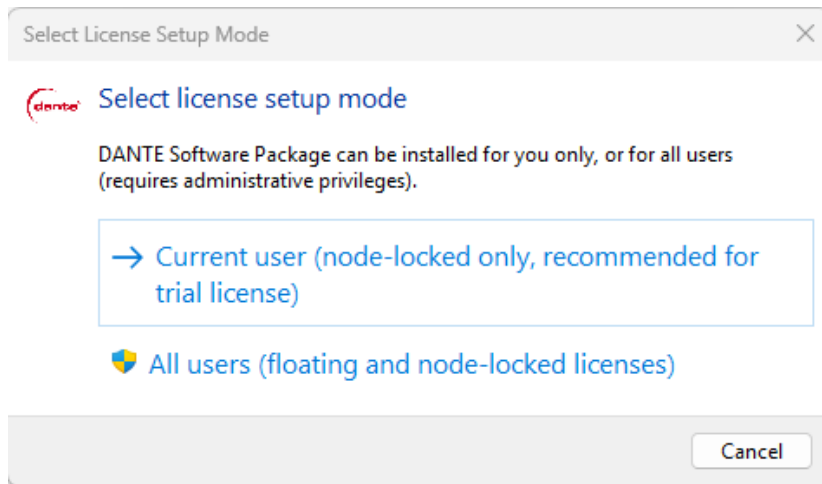 Select License Setup Mode
dante
Select license setup mode
DANTE Software Package can be installed for you only, or for all users
(requires administrative privileges).
Current user (node-locked only, recommended for
trial license)
All users (floating and node-locked licenses)
Cancel